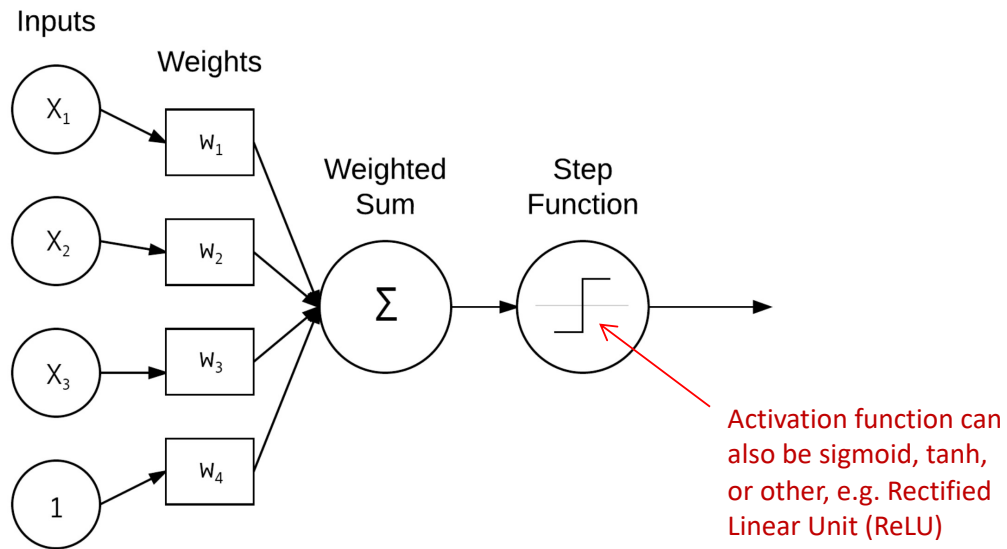 Inputs
Weights
X₁
w₁
X₂
w₂
X₃
w₃
1
w₄
Weighted
Sum
Σ
Step
Function
Activation function can
also be sigmoid, tanh,
or other, e.g. Rectified
Linear Unit (ReLU)